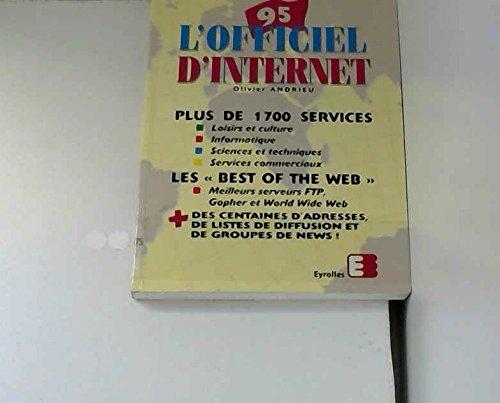 95
L'OFFICIEL
D'INTERNET
Olivier ANDRIEU
PLUS DE 1700 SERVICES
Loisirs et culture
Informatique
Sciences et techniques
Services commerciaux
LES « BEST OF THE WEB »
Meilleurs serveurs FTP,
Gopher et World Wide Web
+ DES CENTAINES D'ADRESSES,
DE LISTES DE DIFFUSION ET
DE GROUPES DE NEWS !
Eyrolles E